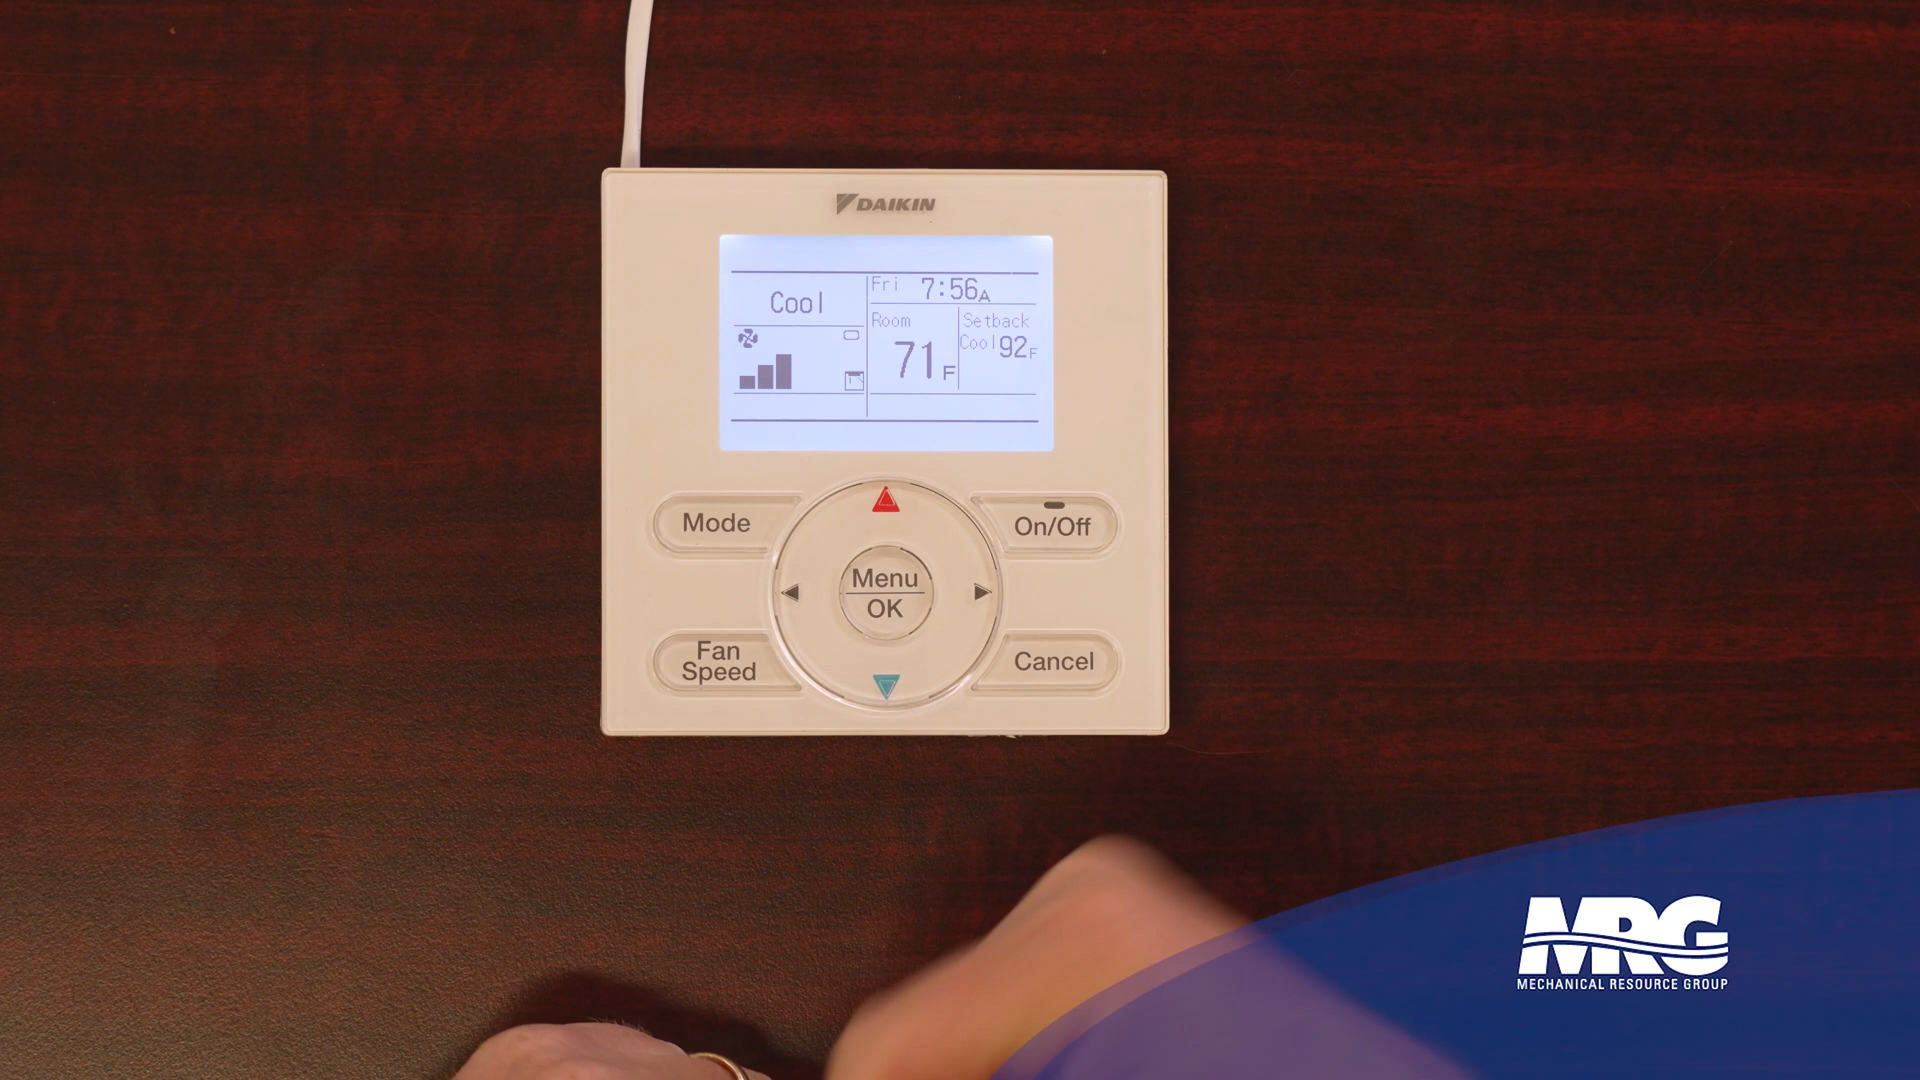 DAIKIN
Fri 7:56A
Cool
Room
Setback
Cool 92F
71F
Mode
On/Off
Menu
OK
Fan
Speed
Cancel
MRG
MECHANICAL RESOURCE GROUP